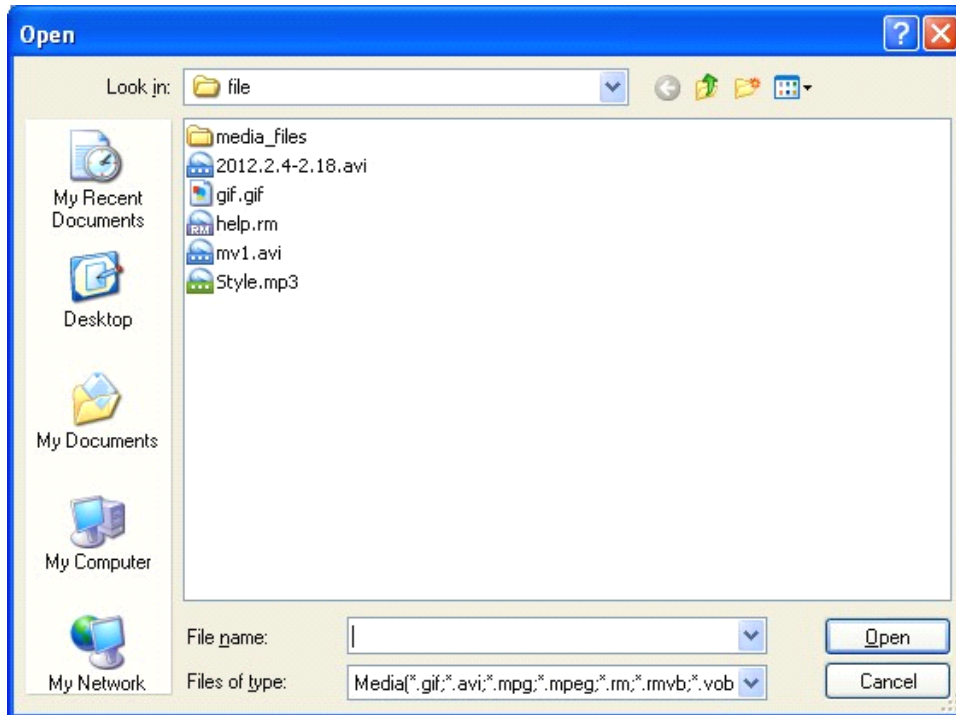 Open
Look in: file
My Recent Documents
Desktop
My Documents
My Computer
My Network
media_files
2012.2.4-2.18.avi
gif.gif
RM
help.rm
mv1.avi
Style.mp3
File name:
Open
Files of type: Media(*.gif;*.avi;*.mpg;*.mpeg;*.rm;*.rmvb;*.vob
Cancel